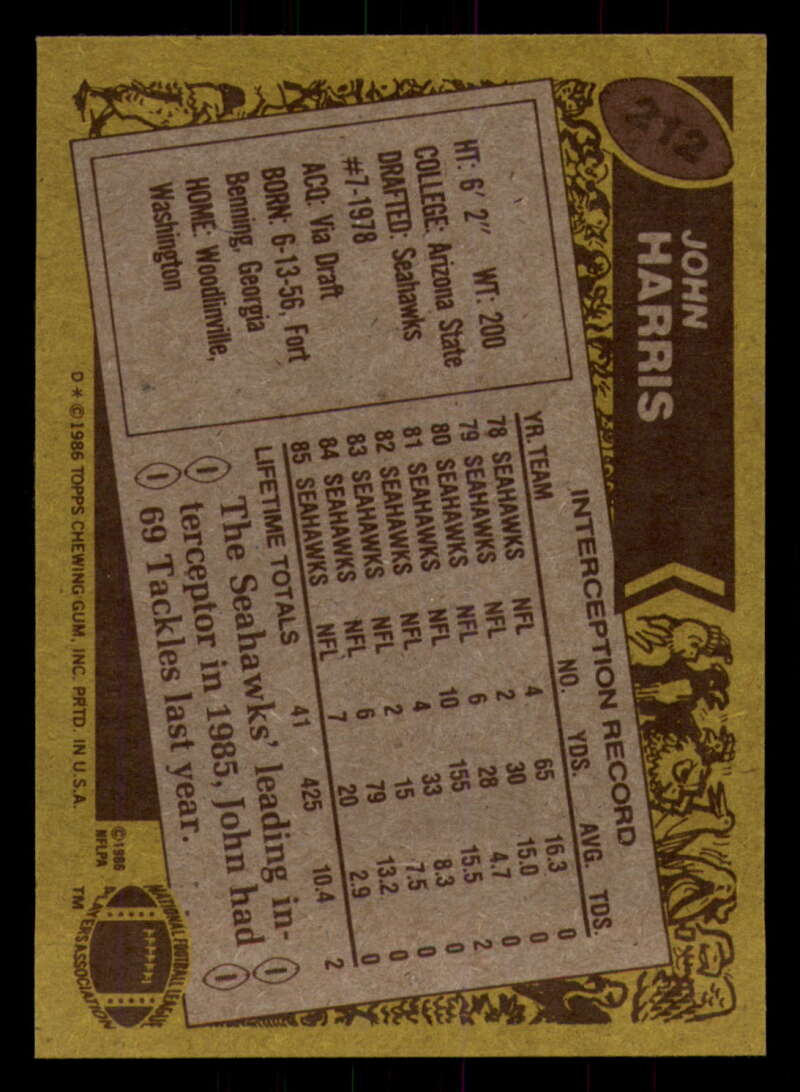 212
JOHN
HARRIS
HT: 6' 2" WT: 200
COLLEGE: Arizona State
DRAFTED: Seahawks
#7-1978
ACQ: Via Draft
BORN: 6-13-56, Fort
Benning, Georgia
HOME: Woodinville,
Washington
INTERCEPTION RECORD
YR. TEAM NO. YDS. AVG. TDS.
78 SEAHAWKS NFL 4 65 16.3 0
79 SEAHAWKS NFL 2 30 15.0 0
80 SEAHAWKS NFL 6 28 4.7 0
81 SEAHAWKS NFL 10 155 15.5 2
82 SEAHAWKS NFL 4 33 8.3 0
83 SEAHAWKS NFL 2 15 7.5 0
84 SEAHAWKS NFL 6 79 13.2 0
85 SEAHAWKS NFL 7 20 2.9 0
LIFETIME TOTALS 41 425 10.4 2
The Seahawks' leading in-
terceptor in 1985, John had
69 Tackles last year.
D * © 1986 TOPPS CHEWING GUM, INC. PRTD. IN U.S.A.
© 1986
NFLPA
TM
NATIONAL FOOTBALL LEAGUE
PLAYERS ASSOCIATION